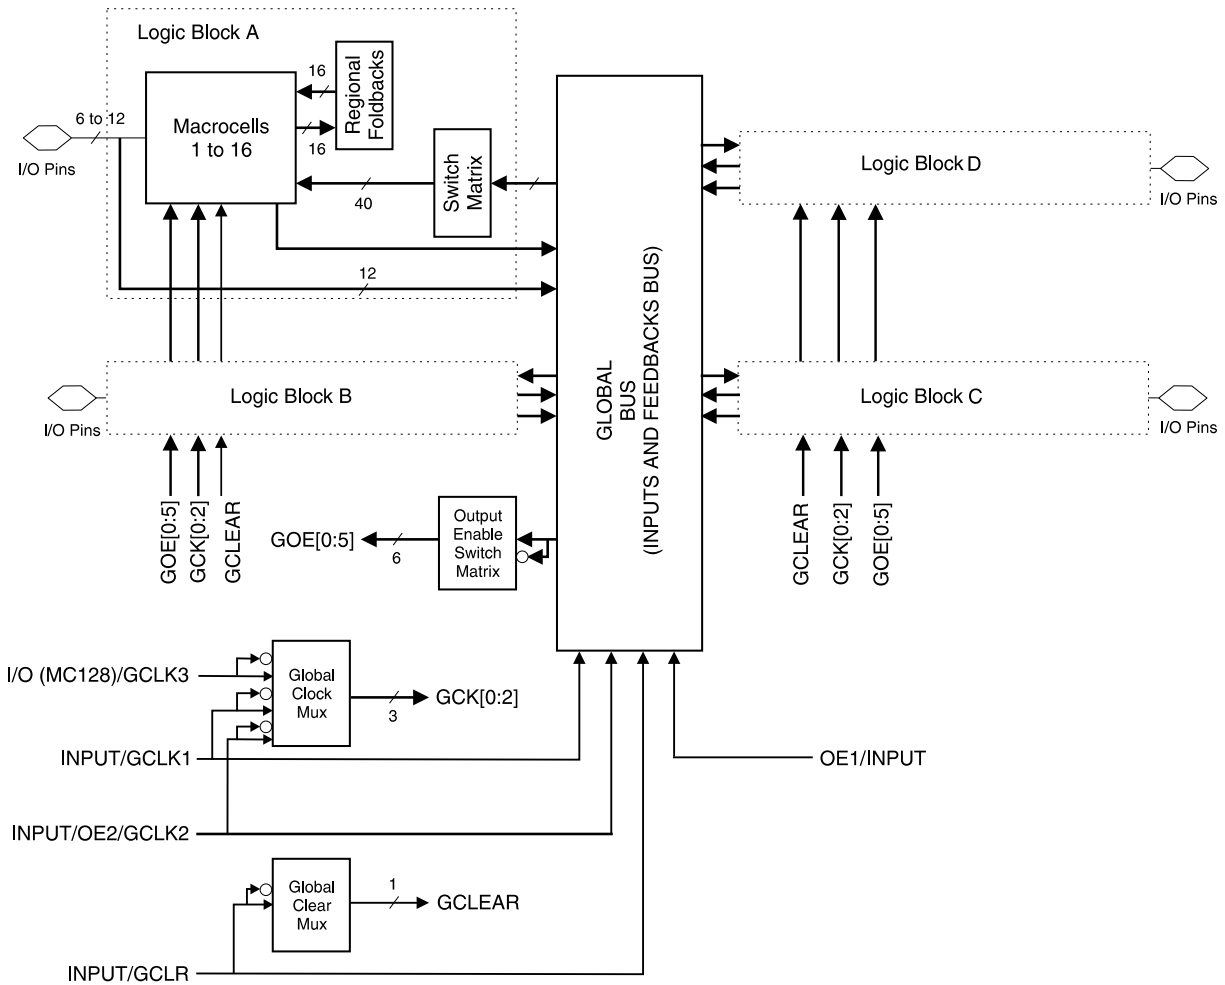 Logic Block A
16
Regional
Foldbacks
6 to 12
Macrocells
1 to 16
16
I/O Pins
40
Switch
Matrix
12
Logic Block D
I/O Pins
GLOBAL
BUS
(INPUTS AND FEEDBACKS BUS)
Logic Block B
I/O Pins
Logic Block C
I/O Pins
GOE[0:5]
GCK[0:2]
GCLEAR
GCLEAR
GCK[0:2]
GOE[0:5]
GOE[0:5]
6
Output
Enable
Switch
Matrix
I/O (MC128)/GCLK3
Global
Clock
Mux
3
GCK[0:2]
INPUT/GCLK1
OE1/INPUT
INPUT/OE2/GCLK2
Global
Clear
Mux
1
GCLEAR
INPUT/GCLR